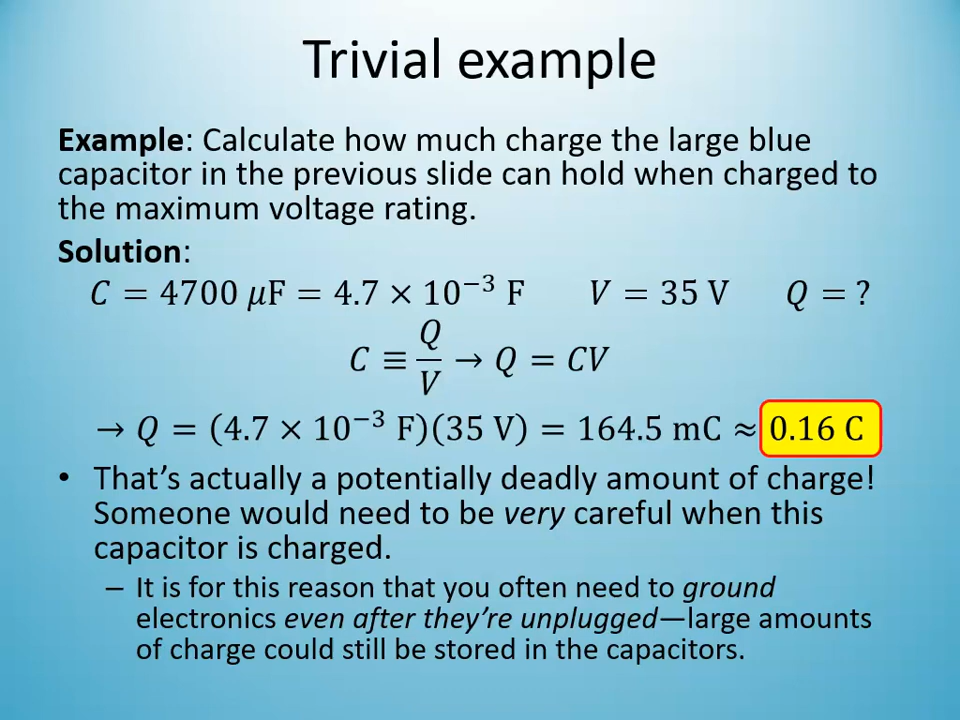 Trivial example
Example: Calculate how much charge the large blue
capacitor in the previous slide can hold when charged to
the maximum voltage rating.
Solution:
C = 4700 μF = 4.7 × 10⁻³ F V = 35 V Q = ?
C ≡ Q/V → Q = CV
→ Q = (4.7 × 10⁻³ F)(35 V) = 164.5 mC ≈ 0.16 C
• That's actually a potentially deadly amount of charge!
Someone would need to be very careful when this
capacitor is charged.
– It is for this reason that you often need to ground
electronics even after they're unplugged—large amounts
of charge could still be stored in the capacitors.